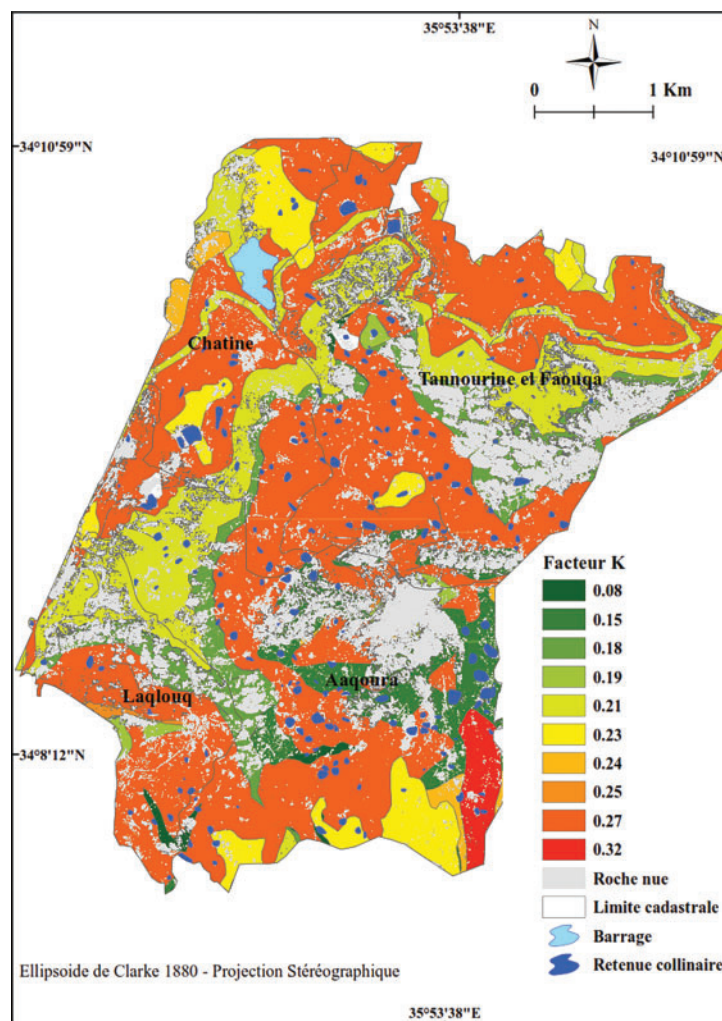 35°53'38"E
N
0 1 Km
34°10'59"N
34°10'59"N
Chatine
Tannourine el Faouqa
Facteur K
0.08
0.15
0.18
0.19
0.21
0.23
0.24
0.25
0.27
0.32
Roche nue
Limite cadastrale
Barrage
Retenue collinaire
Aaqoura
Laqlouq
34°8'12"N
Ellipsoide de Clarke 1880 - Projection Stéréographique
35°53'38"E